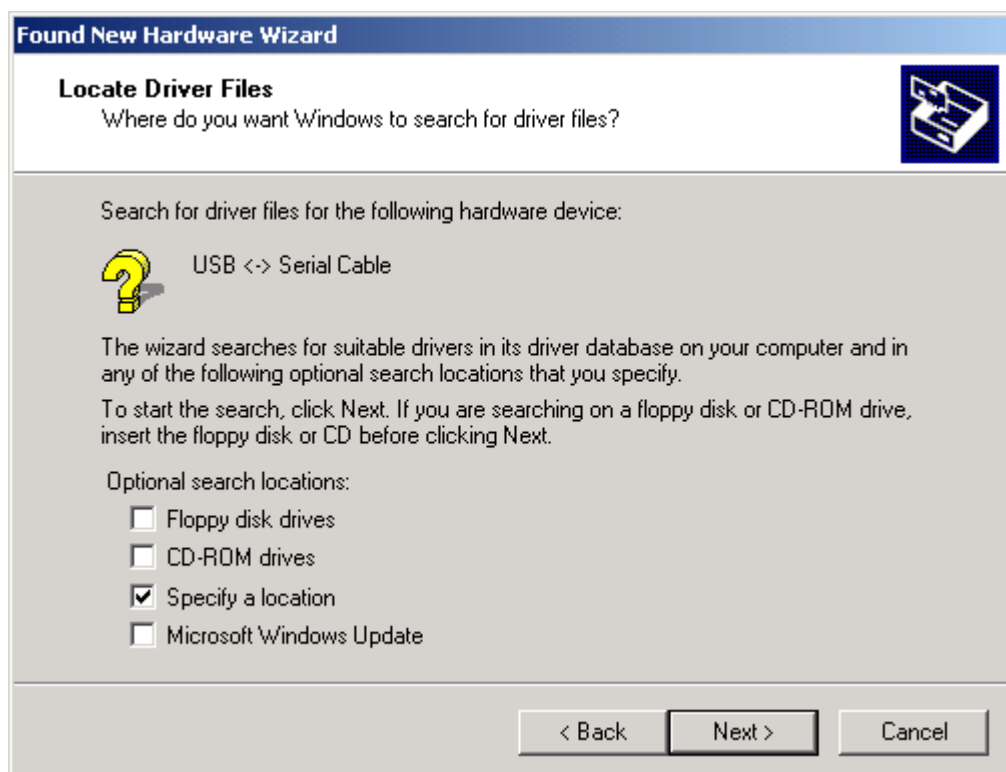 Found New Hardware Wizard
Locate Driver Files
Where do you want Windows to search for driver files?
Search for driver files for the following hardware device:
USB <-> Serial Cable
The wizard searches for suitable drivers in its driver database on your computer and in
any of the following optional search locations that you specify.
To start the search, click Next. If you are searching on a floppy disk or CD-ROM drive,
insert the floppy disk or CD before clicking Next.
Optional search locations:
Floppy disk drives
CD-ROM drives
Specify a location
Microsoft Windows Update
< Back Next > Cancel